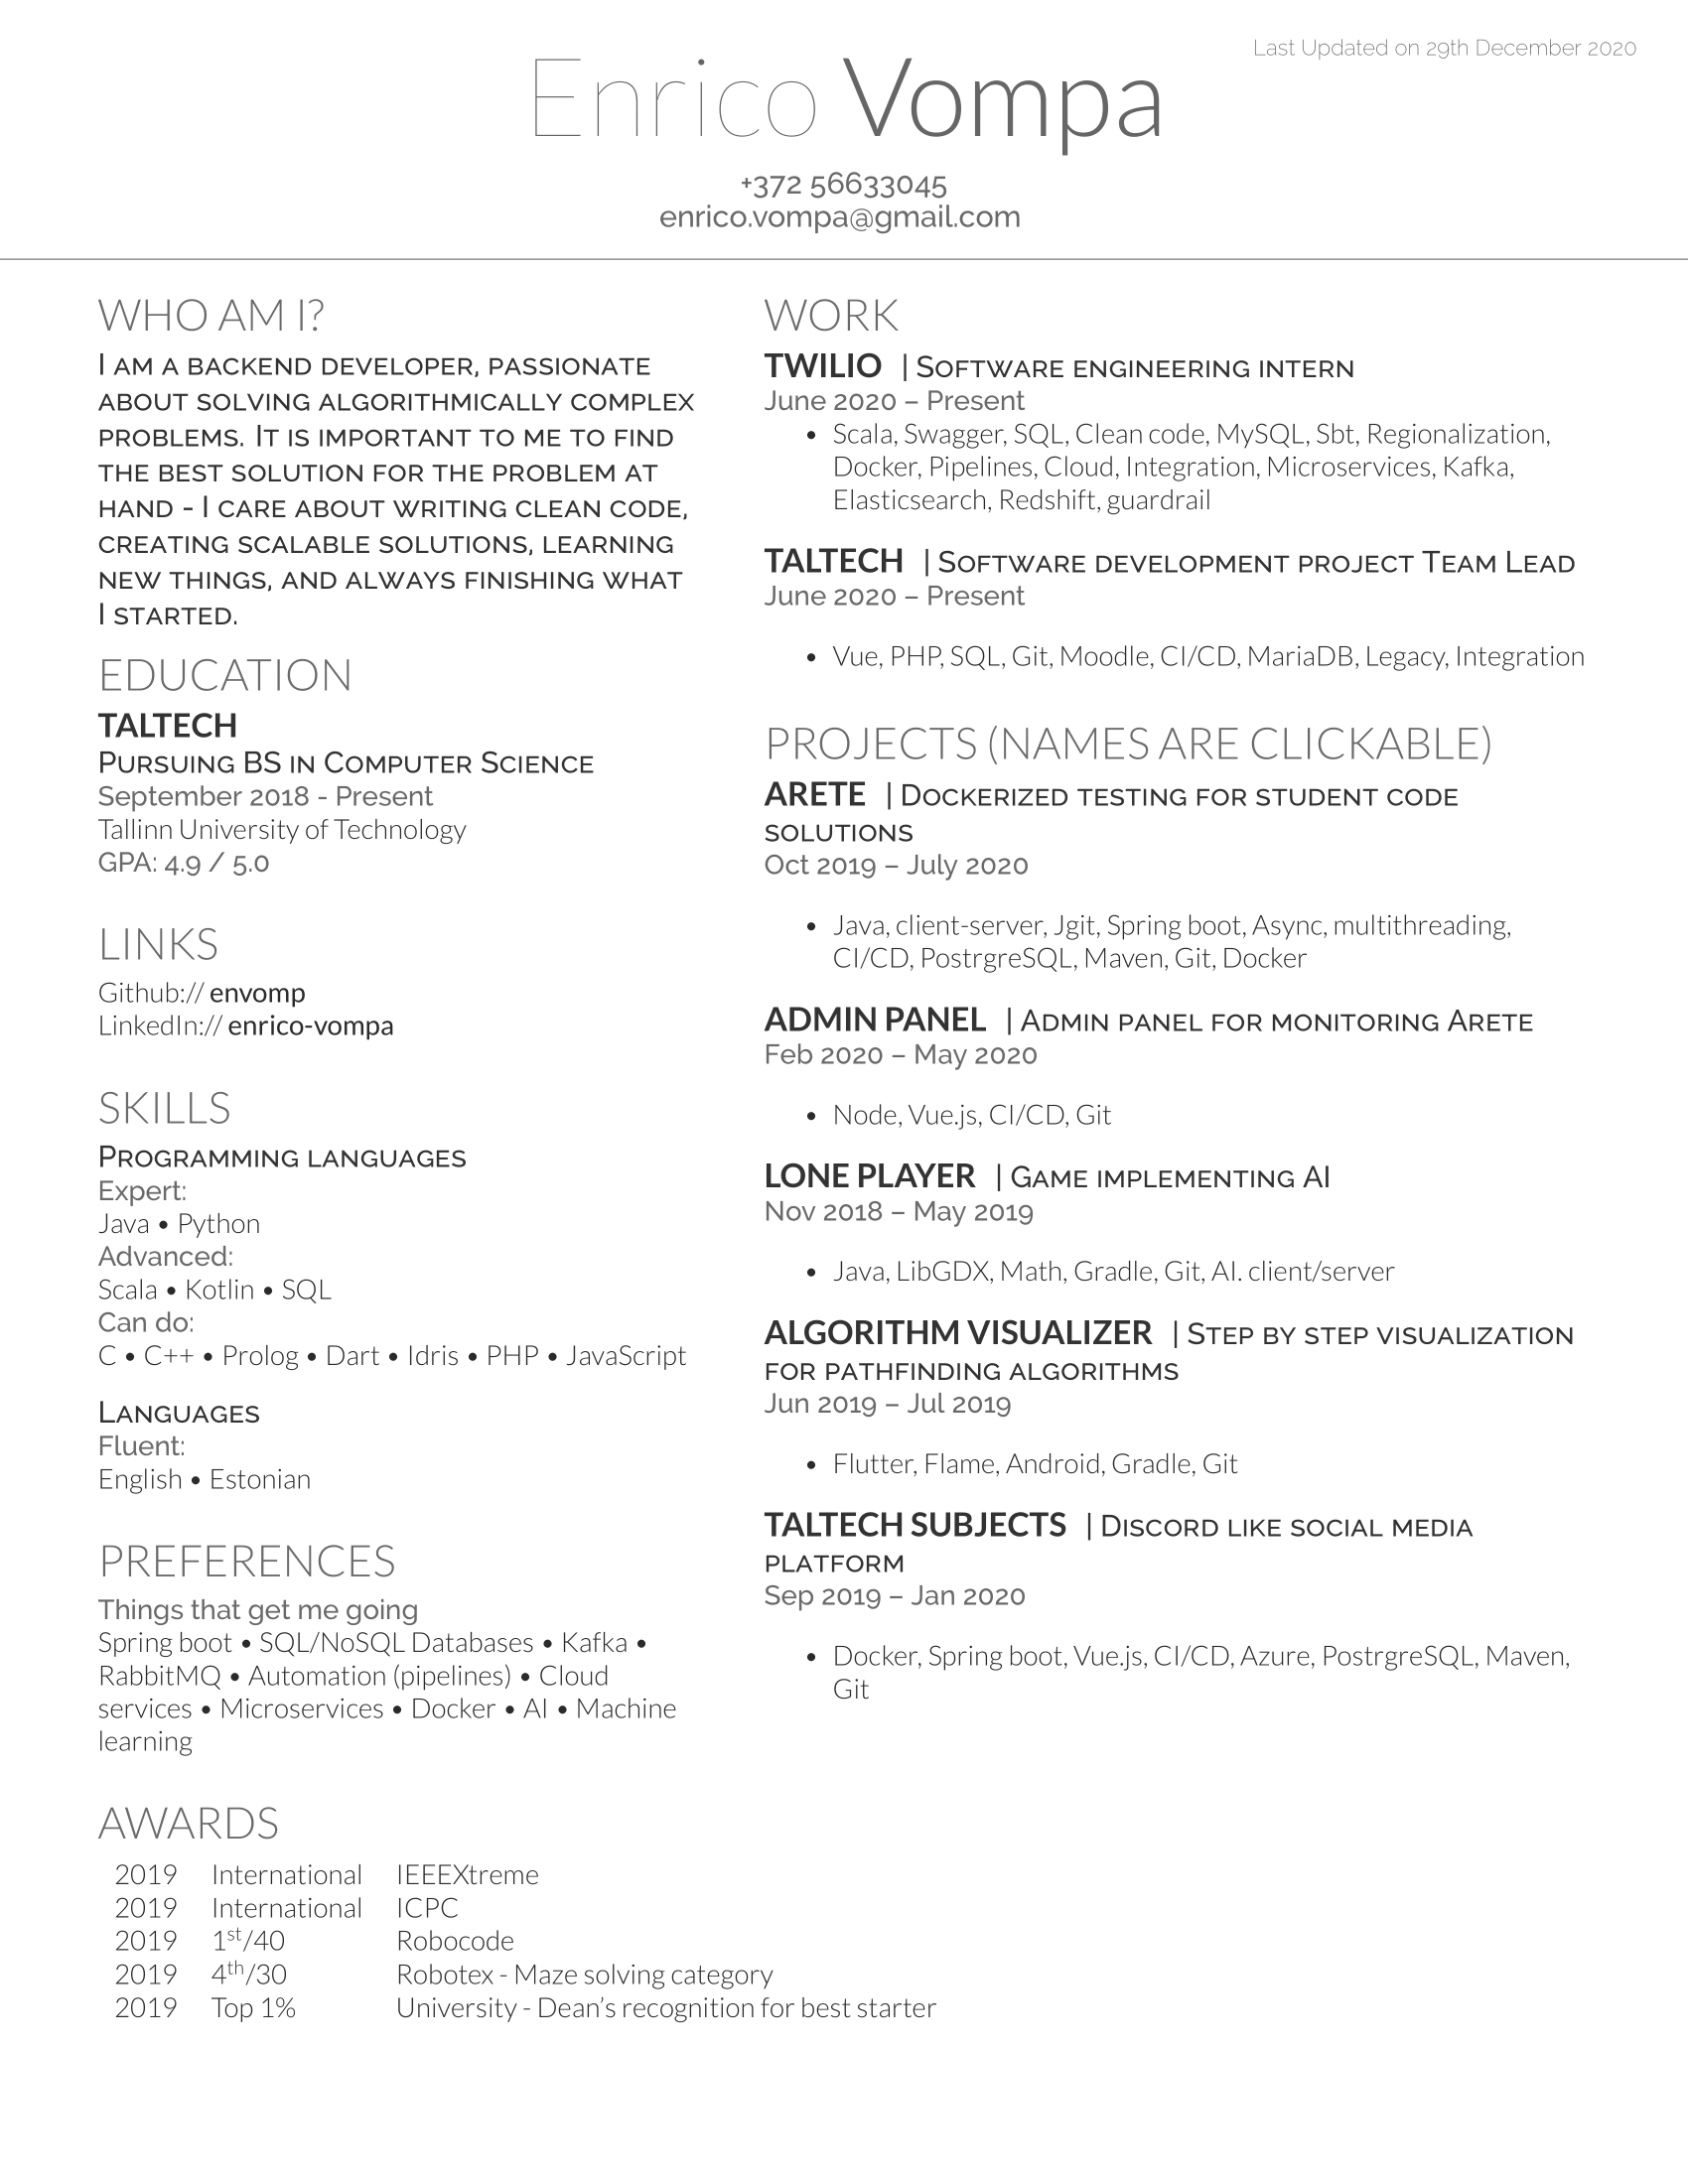 Last Updated on 29th December 2020
Enrico Vompa
+372 56633045
enrico.vompa@gmail.com
WHO AM I?
I am a backend developer, passionate
about solving algorithmically complex
problems. It is important to me to find
the best solution for the problem at
hand - I care about writing clean code,
creating scalable solutions, learning
new things, and always finishing what
I started.
EDUCATION
TALTECH
Pursuing BS in Computer Science
September 2018 - Present
Tallinn University of Technology
GPA: 4.9 / 5.0
LINKS
Github:// envomp
LinkedIn:// enrico-vompa
SKILLS
Programming languages
Expert:
Java • Python
Advanced:
Scala • Kotlin • SQL
Can do:
C • C++ • Prolog • Dart • Idris • PHP • JavaScript
Languages
Fluent:
English • Estonian
PREFERENCES
Things that get me going
Spring boot • SQL/NoSQL Databases • Kafka •
RabbitMQ • Automation (pipelines) • Cloud
services • Microservices • Docker • AI • Machine
learning
AWARDS
2019 International IEEEXtreme
2019 International ICPC
2019 1st/40 Robocode
2019 4th/30 Robotex - Maze solving category
2019 Top 1% University - Dean's recognition for best starter
WORK
TWILIO | Software engineering intern
June 2020 – Present
• Scala, Swagger, SQL, Clean code, MySQL, Sbt, Regionalization,
Docker, Pipelines, Cloud, Integration, Microservices, Kafka,
Elasticsearch, Redshift, guardrail
TALTECH | Software development project Team Lead
June 2020 – Present
• Vue, PHP, SQL, Git, Moodle, CI/CD, MariaDB, Legacy, Integration
PROJECTS (NAMES ARE CLICKABLE)
ARETE | Dockerized testing for student code
solutions
Oct 2019 – July 2020
• Java, client-server, Jgit, Spring boot, Async, multithreading,
CI/CD, PostrgreSQL, Maven, Git, Docker
ADMIN PANEL | Admin panel for monitoring Arete
Feb 2020 – May 2020
• Node, Vue.js, CI/CD, Git
LONE PLAYER | Game implementing AI
Nov 2018 – May 2019
• Java, LibGDX, Math, Gradle, Git, AI. client/server
ALGORITHM VISUALIZER | Step by step visualization
for pathfinding algorithms
Jun 2019 – Jul 2019
• Flutter, Flame, Android, Gradle, Git
TALTECH SUBJECTS | Discord like social media
platform
Sep 2019 – Jan 2020
• Docker, Spring boot, Vue.js, CI/CD, Azure, PostrgreSQL, Maven,
Git